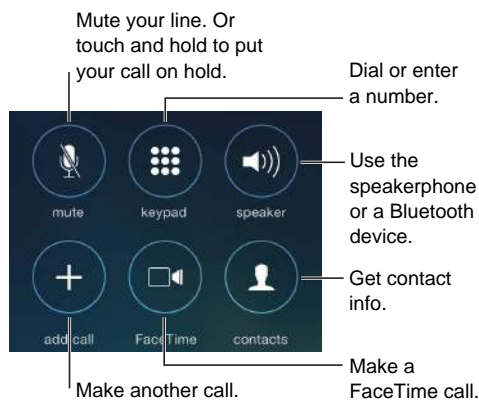 Mute your line. Or
touch and hold to put
your call on hold.
Dial or enter
a number.
Use the
speakerphone
or a Bluetooth
device.
mute
keypad
speaker
Get contact
info.
add call
FaceTime
contacts
Make another call.
Make a
FaceTime call.